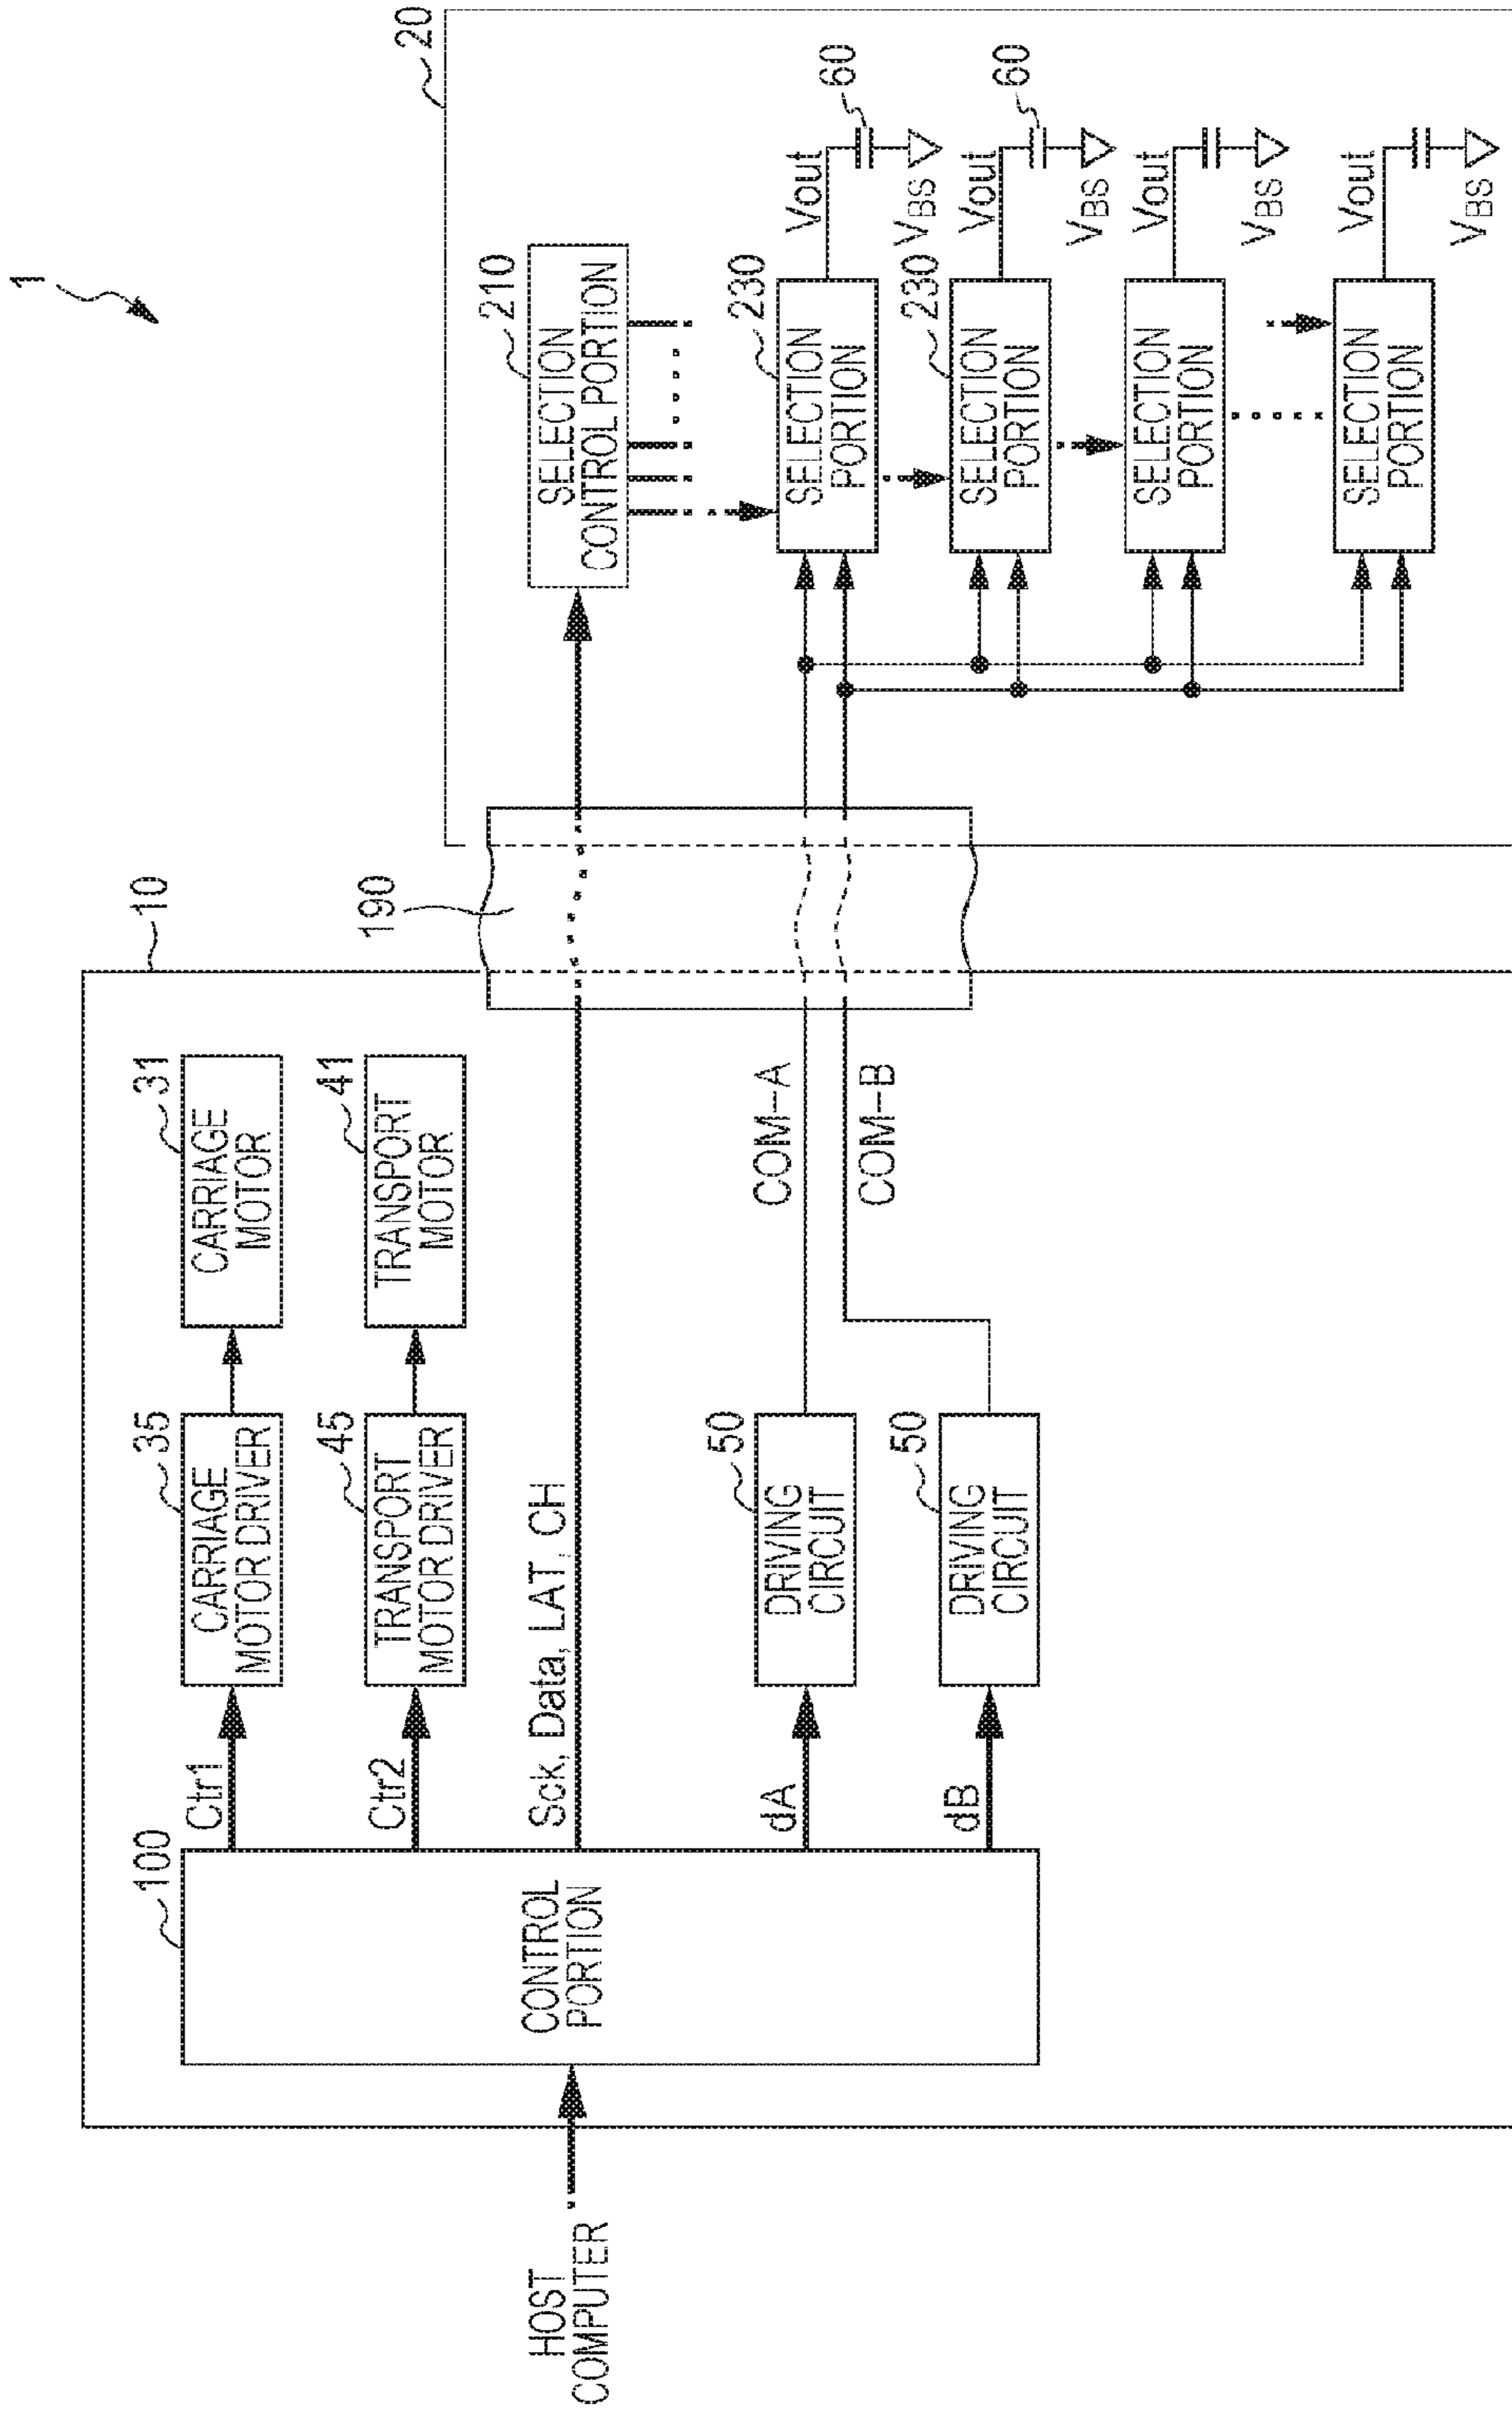 1
10
20
190
100
Ctr1
35
CARRIAGE
MOTOR DRIVER
31
CARRIAGE
MOTOR
Ctr2
45
TRANSPORT
MOTOR DRIVER
41
TRANSPORT
MOTOR
HOST
COMPUTER
CONTROL
PORTION
Sck, Data, LAT, CH
210
SELECTION
CONTROL PORTION
dA
50
DRIVING
CIRCUIT
COM-A
dB
50
DRIVING
CIRCUIT
COM-B
230
SELECTION
PORTION
Vout
60
VBS
230
SELECTION
PORTION
Vout
60
VBS
SELECTION
PORTION
Vout
VBS
SELECTION
PORTION
Vout
VBS